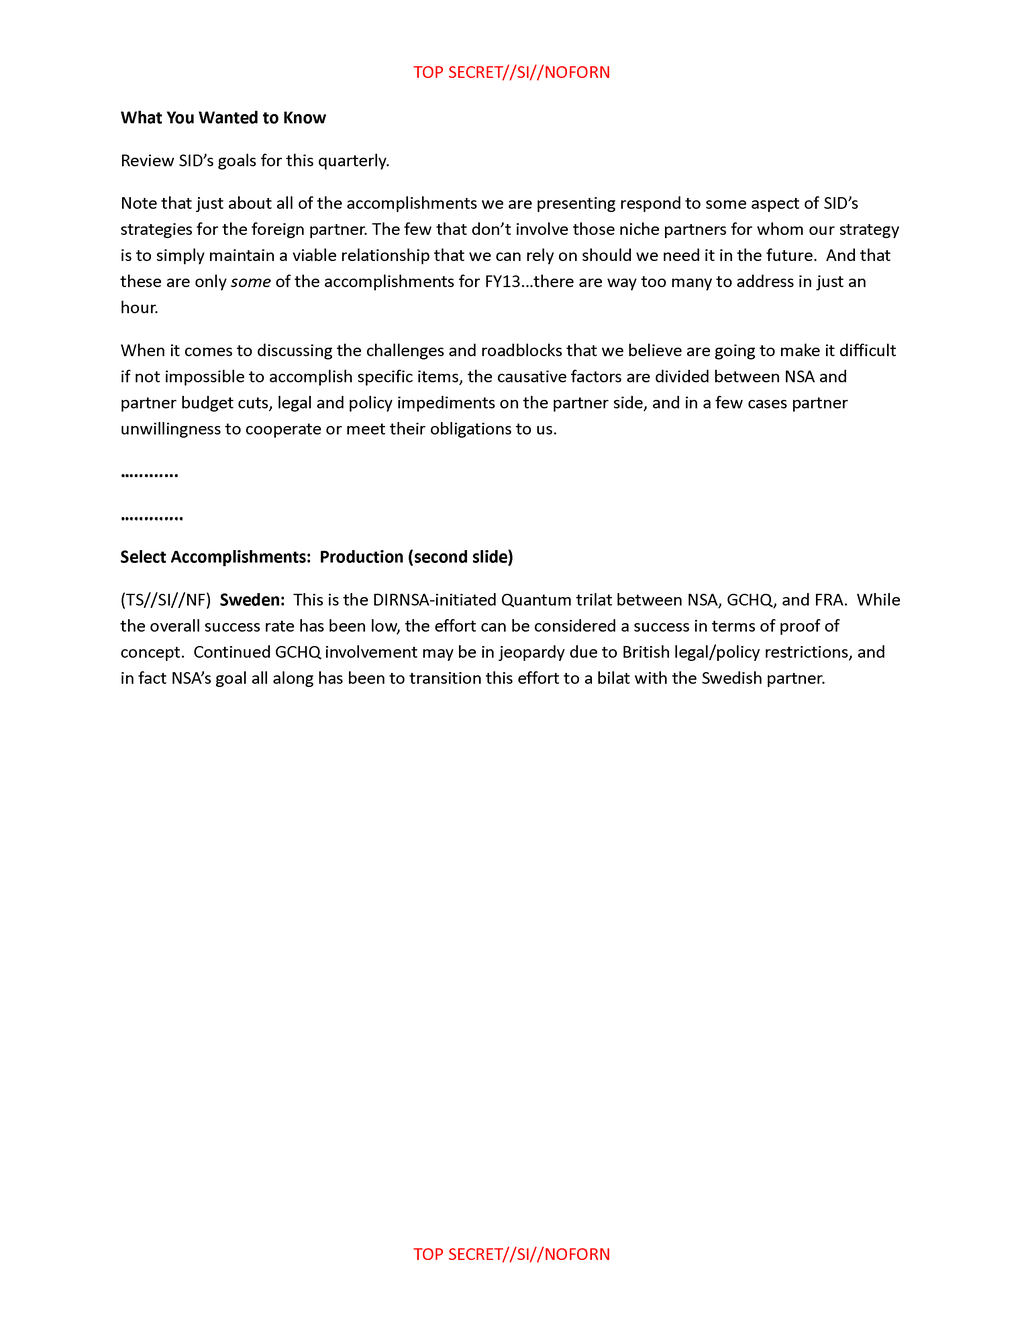 TOP SECRET//SI//NOFORN
What You Wanted to Know
Review SID’s goals for this quarterly.
Note that just about all of the accomplishments we are presenting respond to some aspect of SID’s
strategies for the foreign partner. The few that don’t involve those niche partners for whom our strategy
is to simply maintain a viable relationship that we can rely on should we need it in the future.  And that
these are only some of the accomplishments for FY13…there are way too many to address in just an
hour.
When it comes to discussing the challenges and roadblocks that we believe are going to make it difficult
if not impossible to accomplish specific items, the causative factors are divided between NSA and
partner budget cuts, legal and policy impediments on the partner side, and in a few cases partner
unwillingness to cooperate or meet their obligations to us.
…………
………….
Select Accomplishments:  Production (second slide)
(TS//SI//NF)  Sweden:  This is the DIRNSA-initiated Quantum trilat between NSA, GCHQ, and FRA.  While
the overall success rate has been low, the effort can be considered a success in terms of proof of
concept.  Continued GCHQ involvement may be in jeopardy due to British legal/policy restrictions, and
in fact NSA’s goal all along has been to transition this effort to a bilat with the Swedish partner.
TOP SECRET//SI//NOFORN